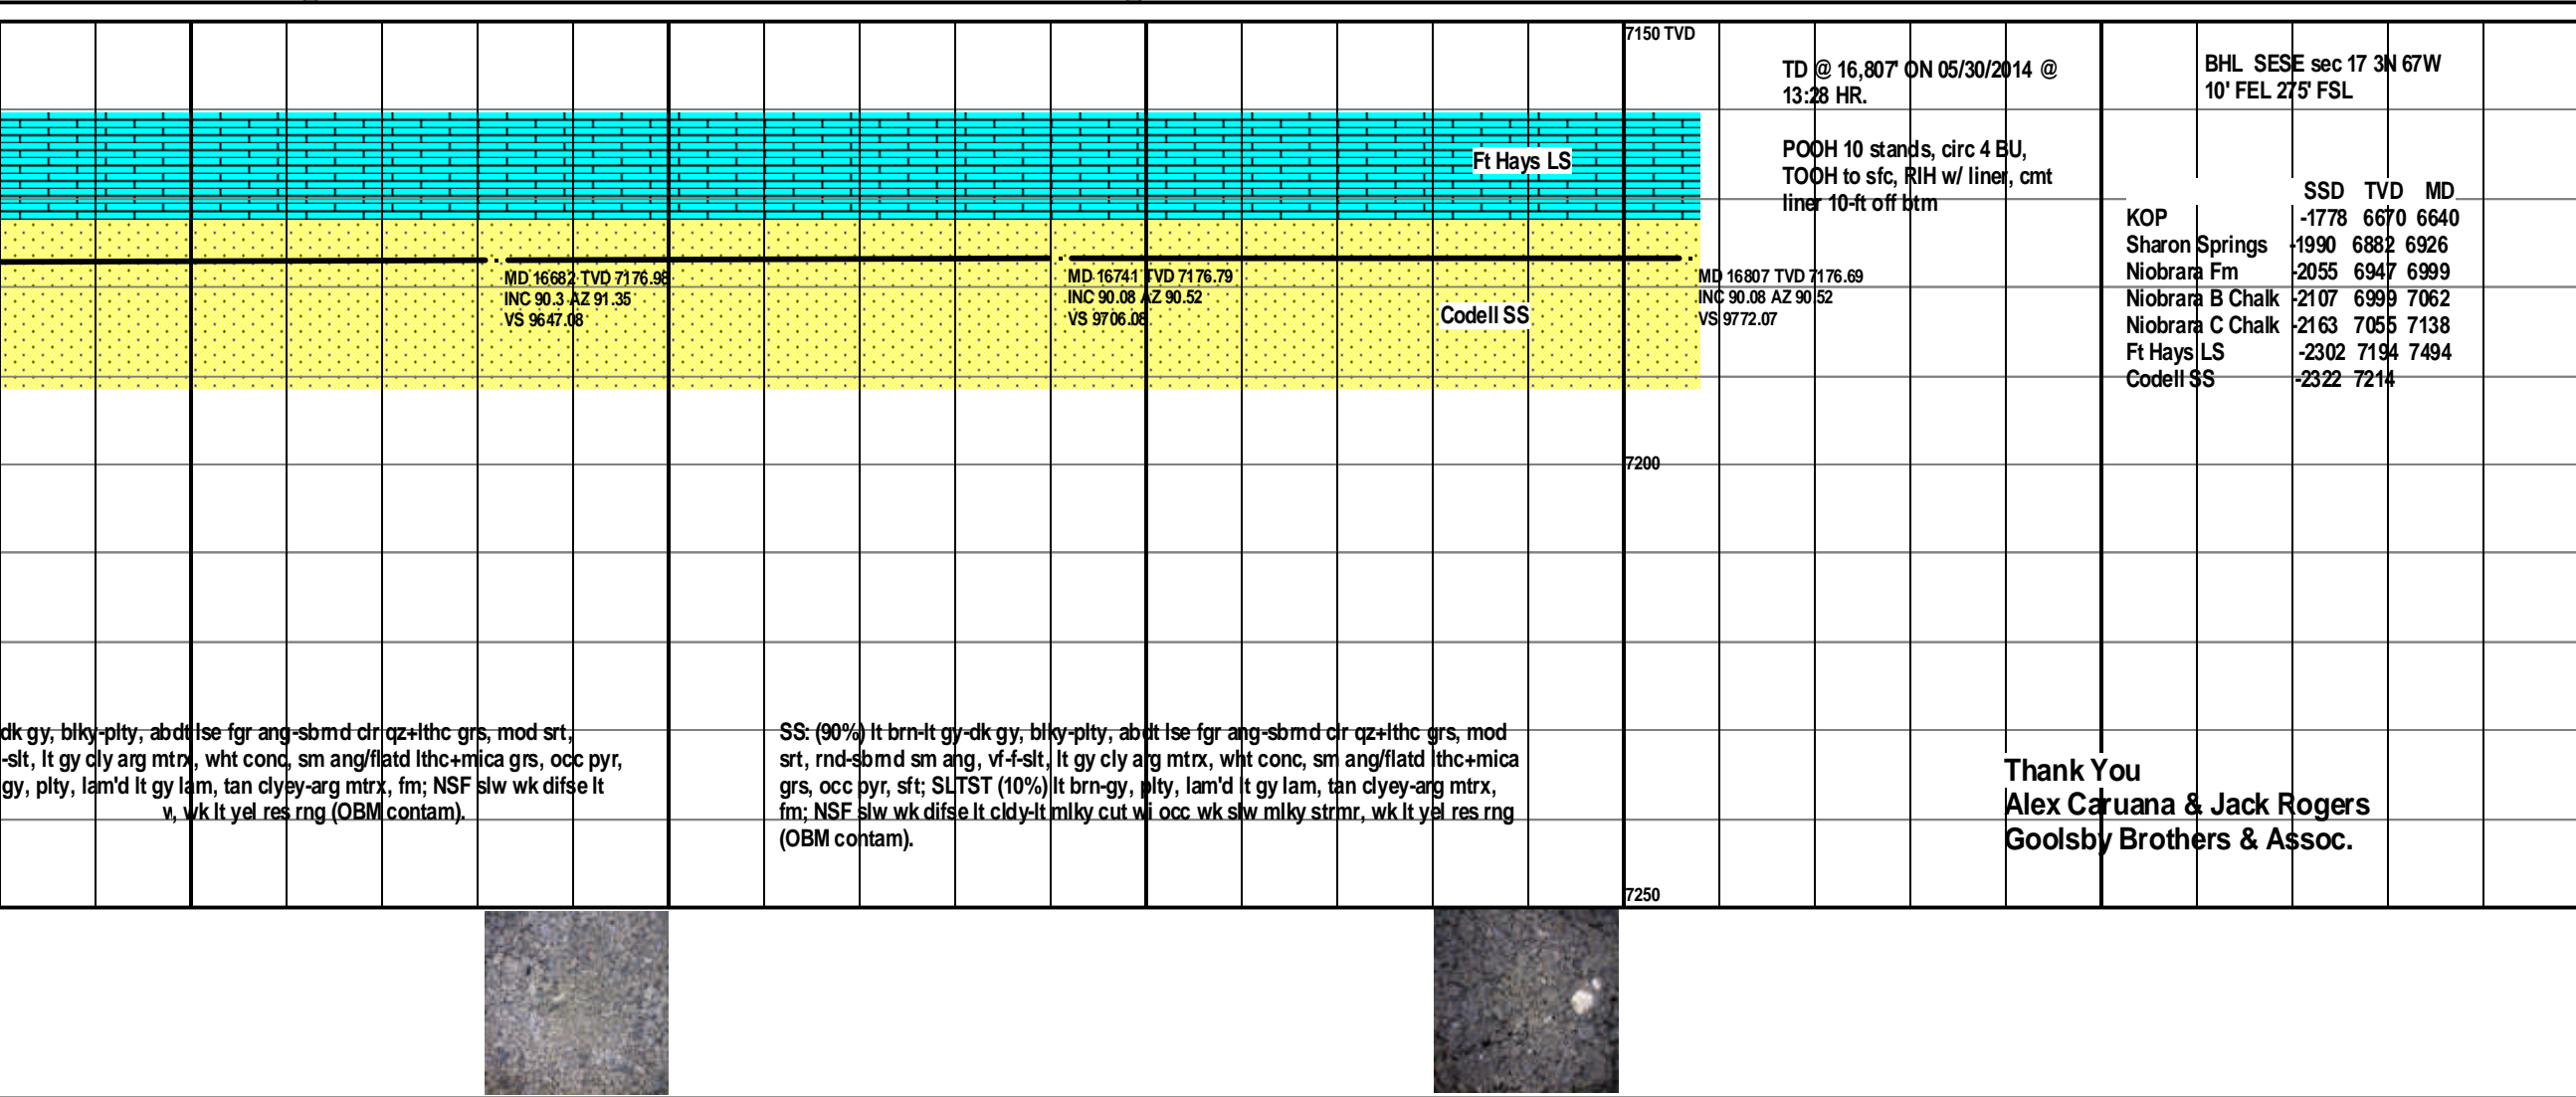 7150 TVD
TD @ 16,807' ON 05/30/2014 @
13:28 HR.
POOH 10 stands, circ 4 BU,
TOOH to sfc, RIH w/ liner, cmt
liner 10-ft off btm
BHL SESE sec 17 3N 67W
10' FEL 275' FSL
SSD TVD MD
KOP -1778 6670 6640
Sharon Springs -1990 6882 6926
Niobrara Fm -2055 6947 6999
Niobrara B Chalk -2107 6999 7062
Niobrara C Chalk -2163 7055 7138
Ft Hays LS -2302 7194 7494
Codell SS -2322 7214
Ft Hays LS
MD 16682 TVD 7176.98
INC 90.3 AZ 91.35
VS 9647.08
MD 16741 TVD 7176.79
INC 90.08 AZ 90.52
VS 9706.08
Codell SS
MD 16807 TVD 7176.69
INC 90.08 AZ 90.52
VS 9772.07
7200
dk gy, blky-plty, abdt lse fgr ang-sbrnd clr qz+lthc grs, mod srt,
-slt, lt gy cly arg mtrx, wht conc, sm ang/flatd lthc+mica grs, occ pyr,
gy, plty, lam'd lt gy lam, tan clyey-arg mtrx, fm; NSF slw wk difse lt
w, wk lt yel res rng (OBM contam).
SS: (90%) lt brn-lt gy-dk gy, blky-plty, abdt lse fgr ang-sbrnd clr qz+lthc grs, mod
srt, rnd-sbrnd sm ang, vf-f-slt, lt gy cly arg mtrx, wht conc, sm ang/flatd lthc+mica
grs, occ pyr, sft; SLTST (10%) lt brn-gy, plty, lam'd lt gy lam, tan clyey-arg mtrx,
fm; NSF slw wk difse lt cldy-lt mlky cut wi occ wk slw mlky strmr, wk lt yel res rng
(OBM contam).
Thank You
Alex Caruana & Jack Rogers
Goolsby Brothers & Assoc.
7250